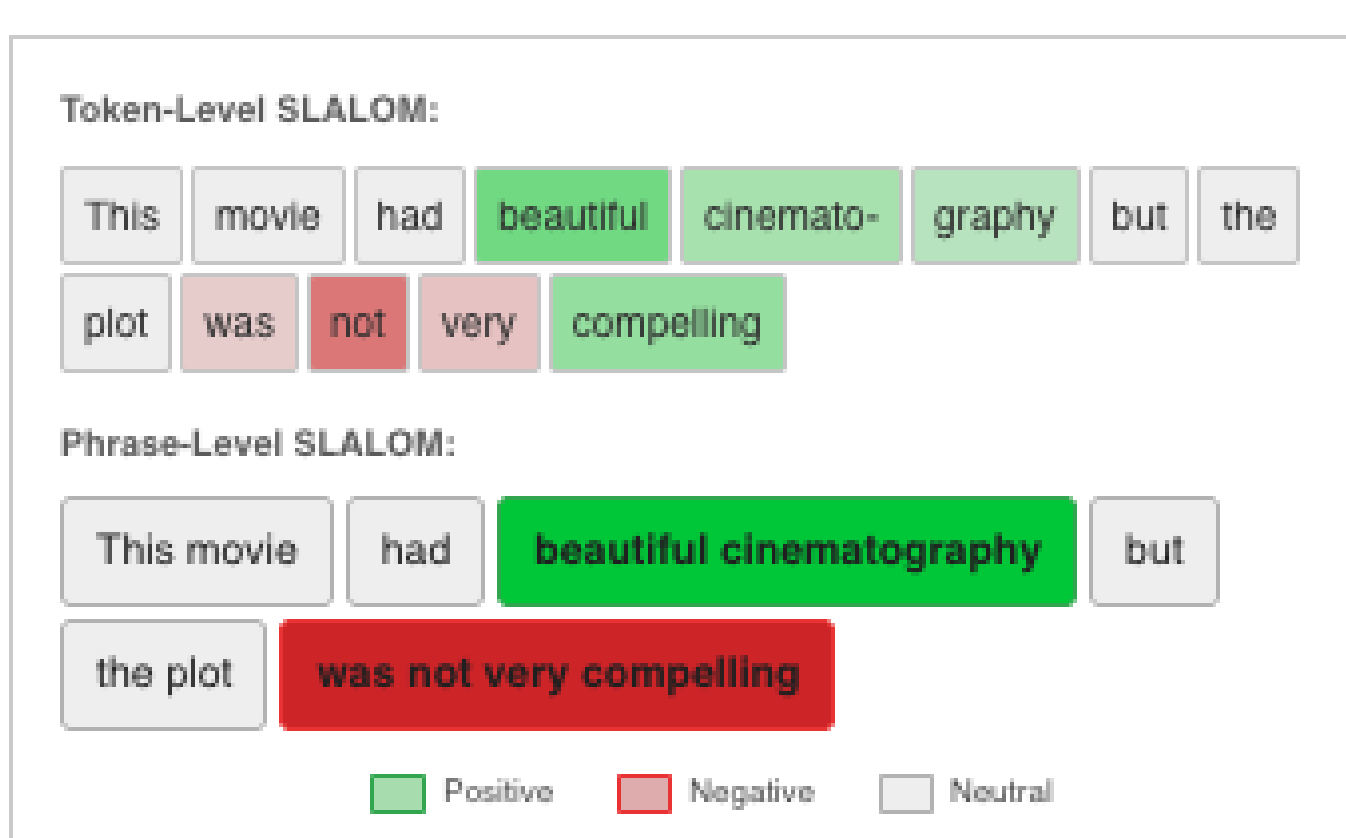 Token-Level SLALOM:
This movie had beautiful cinemato- graphy but the
plot was not very compelling
Phrase-Level SLALOM:
This movie had beautiful cinematography but
the plot was not very compelling
Positive Negative Neutral